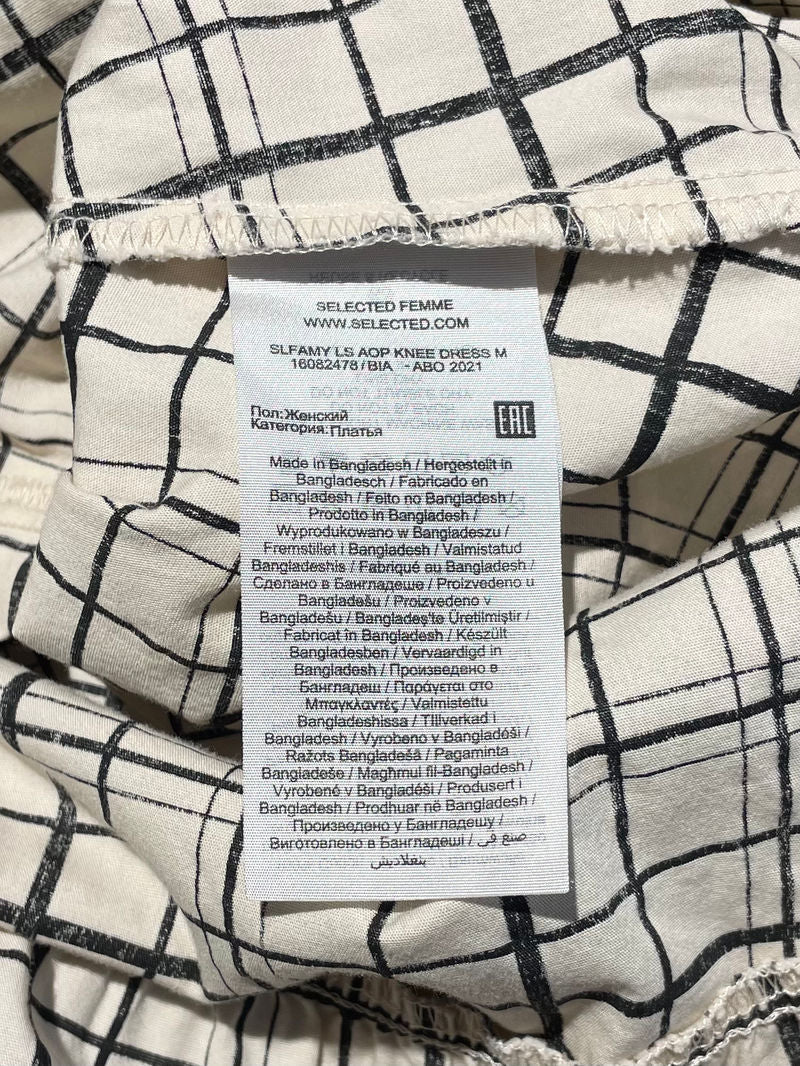 SELECTED FEMME
WWW.SELECTED.COM
SLFAMY LS AOP KNEE DRESS M
16082478/BIA - ABO 2021
Пол:Женский
Категория:Платья
EAC
Made in Bangladesh / Hergestellt in
Bangladesch / Fabricado en
Bangladesh / Feito no Bangladesh /
Prodotto in Bangladesh /
Wyprodukowano w Bangladeszu /
Fremstillet i Bangladesh / Valmistatud
Bangladeshis / Fabriqué au Bangladesh /
Сделано в Бангладеше / Proizvedeno u
Bangladešu / Proizvedeno v
Bangladešu / Bangladeş'te Üretilmiştir /
Fabricat în Bangladesh / Készült
Bangladesben / Vervaardigd in
Bangladesh / Произведено в
Бангладеш / Παράγεται στο
Μπαγκλαντές / Valmistettu
Bangladeshissa / Tillverkad i
Bangladesh / Vyrobeno v Bangladéši /
Ražots Bangladešā / Pagaminta
Bangladeše / Magħmul fil-Bangladesh /
Vyrobené v Bangladéši / Produsert i
Bangladesh / Prodhuar në Bangladesh /
Произведено у Бангладешу /
Виготовлено в Бангладеші / صنع في
بنغلاديش